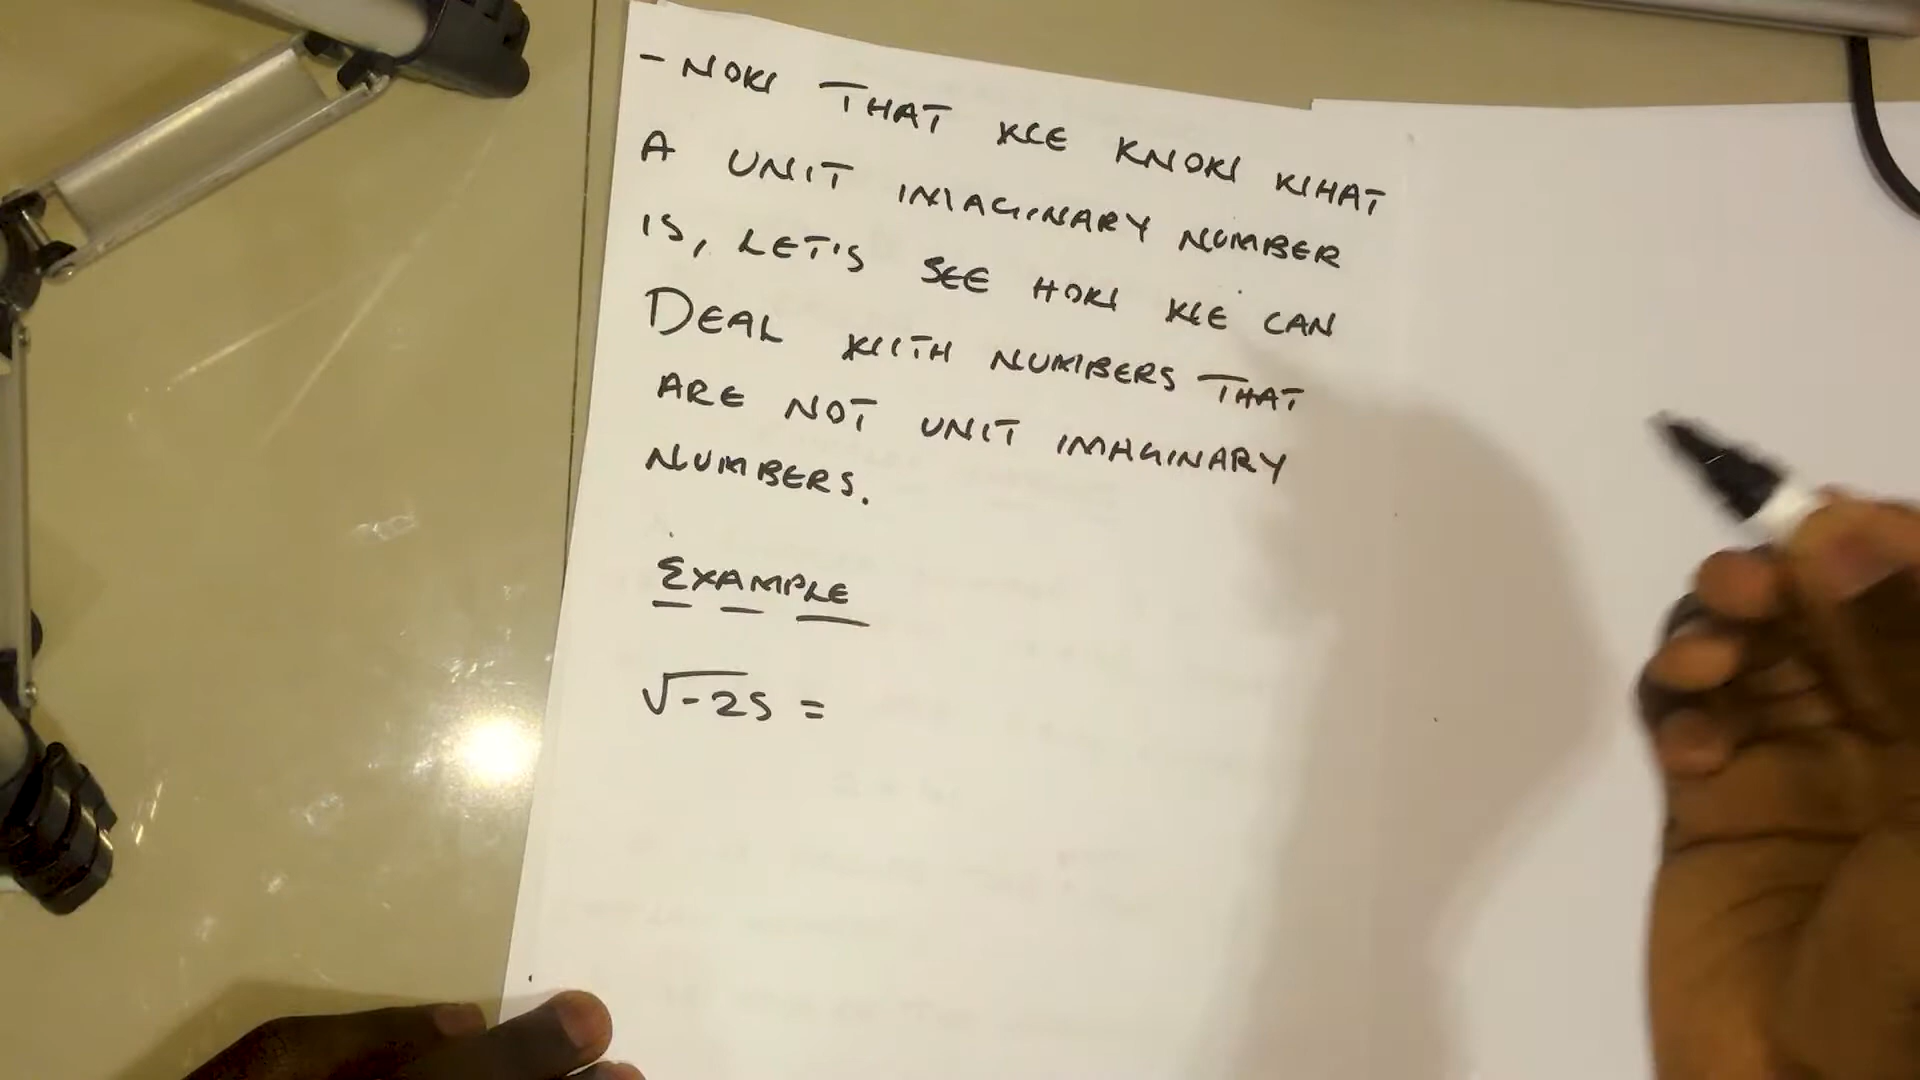 - NOW THAT WE KNOW WHAT
A UNIT IMAGINARY NUMBER
IS, LET'S SEE HOW WE CAN
DEAL WITH NUMBERS THAT
ARE NOT UNIT IMAGINARY
NUMBERS.
EXAMPLE
√-25 =